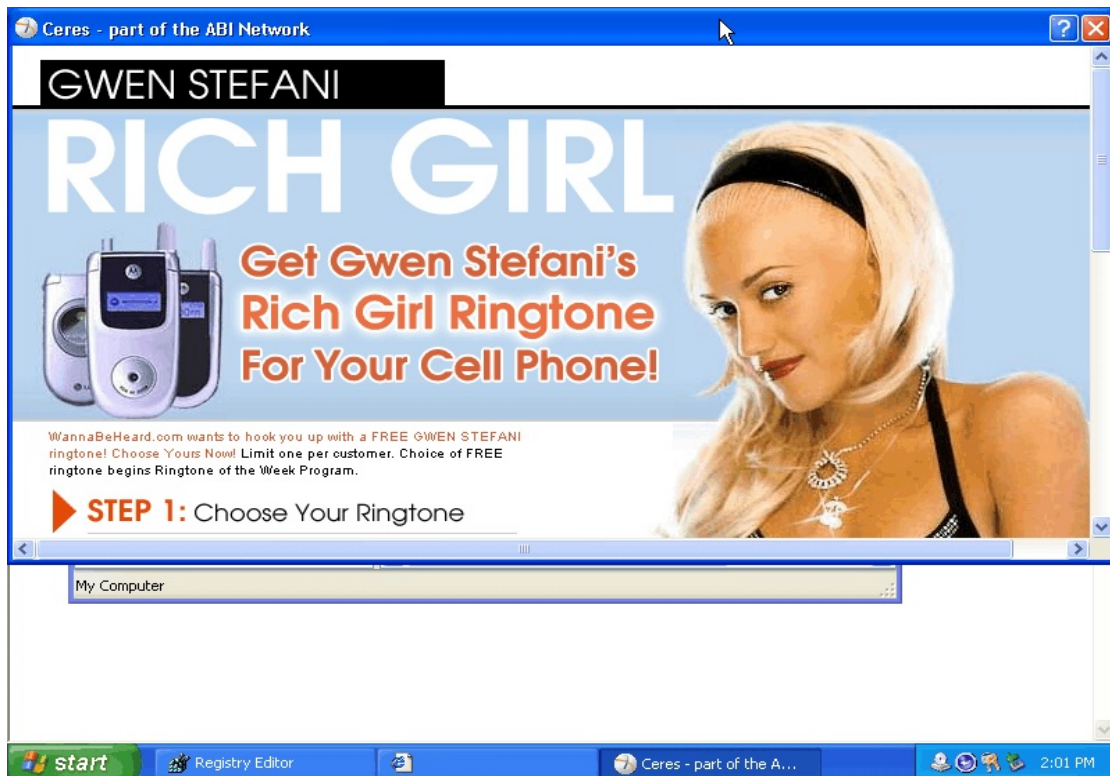 Ceres - part of the ABI Network
GWEN STEFANI
RICH GIRL
Get Gwen Stefani's
Rich Girl Ringtone
For Your Cell Phone!
WannaBeHeard.com wants to hook you up with a FREE GWEN STEFANI
ringtone! Choose Yours Now! Limit one per customer. Choice of FREE
ringtone begins Ringtone of the Week Program.
STEP 1: Choose Your Ringtone
My Computer
start
Registry Editor
Ceres - part of the A...
2:01 PM